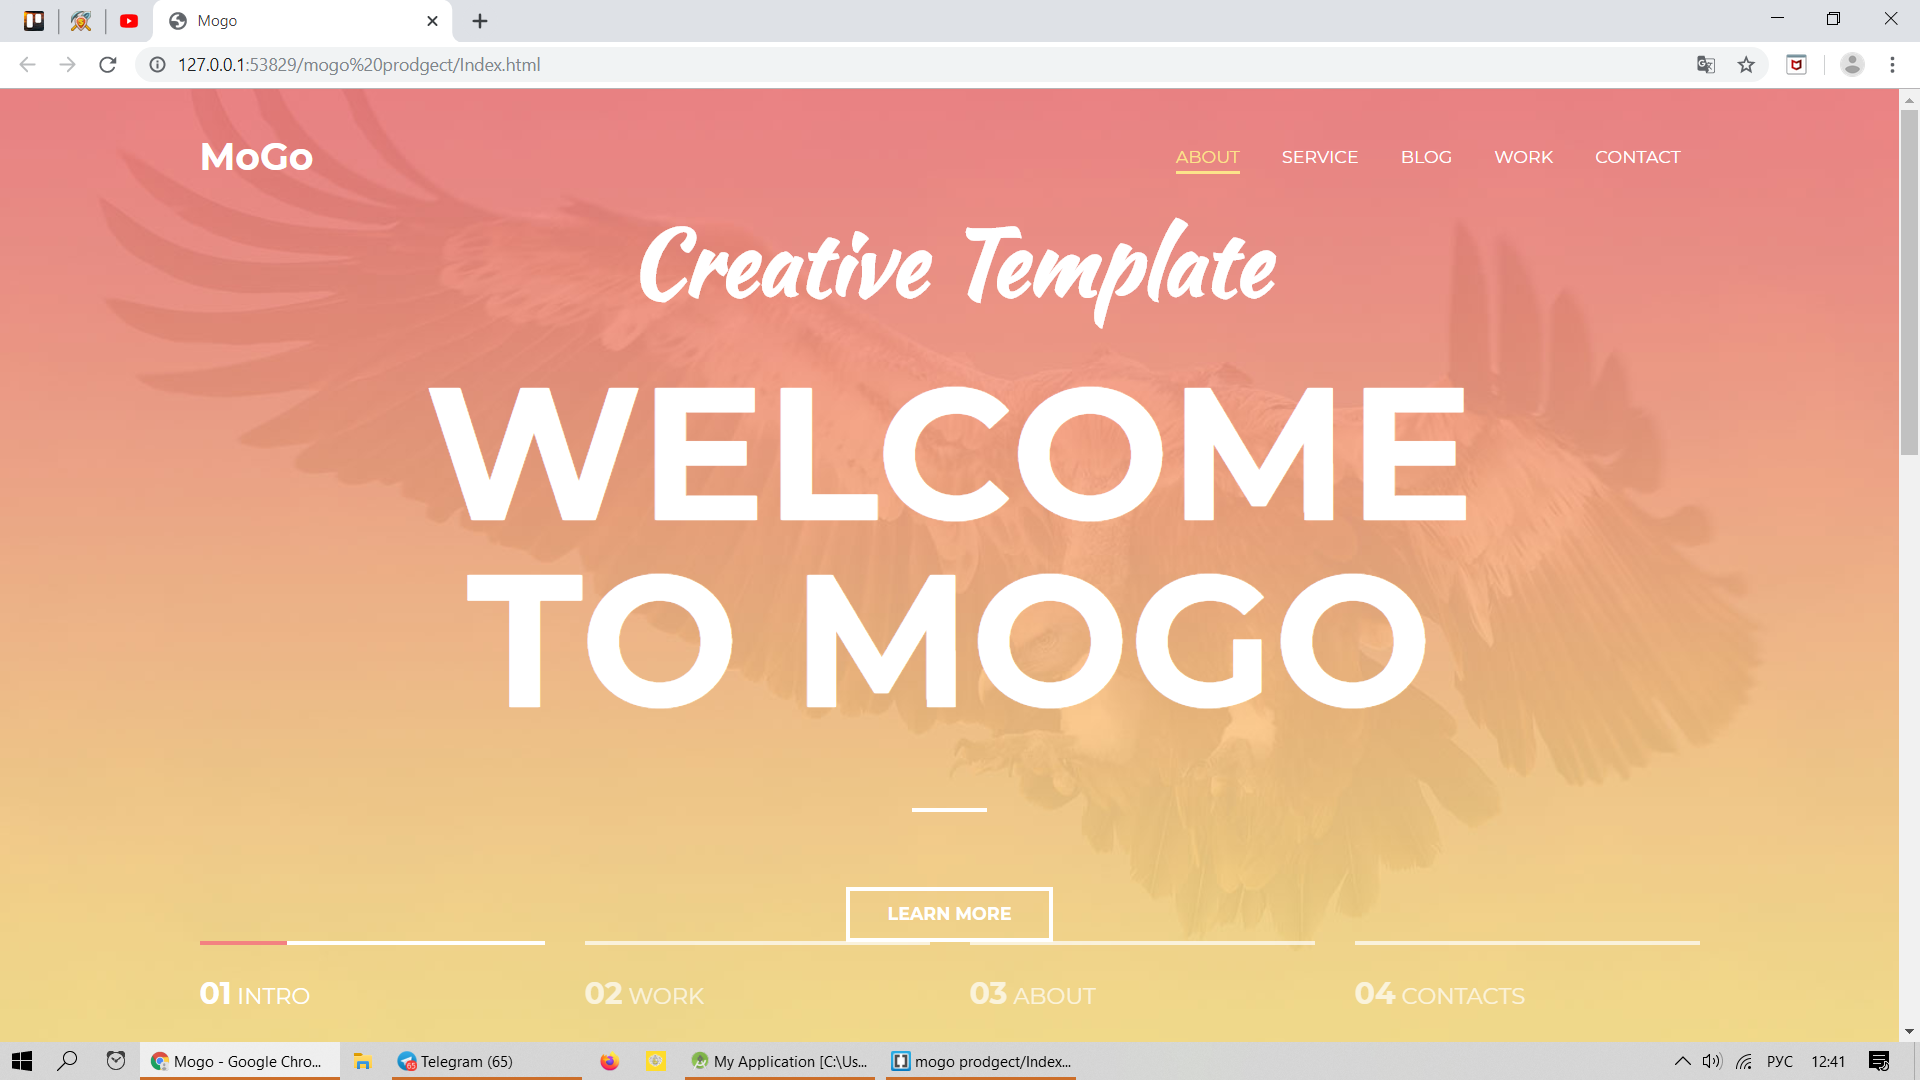 Mogo
127.0.0.1:53829/mogo%20prodgect/Index.html
MoGo
ABOUT SERVICE BLOG WORK CONTACT
Creative Template
WELCOME
TO MOGO
LEARN MORE
01 INTRO 02 WORK 03 ABOUT 04 CONTACTS
Mogo - Google Chro... Telegram (65) My Application [C:\Us... mogo prodgect/Index... РУС 12:41